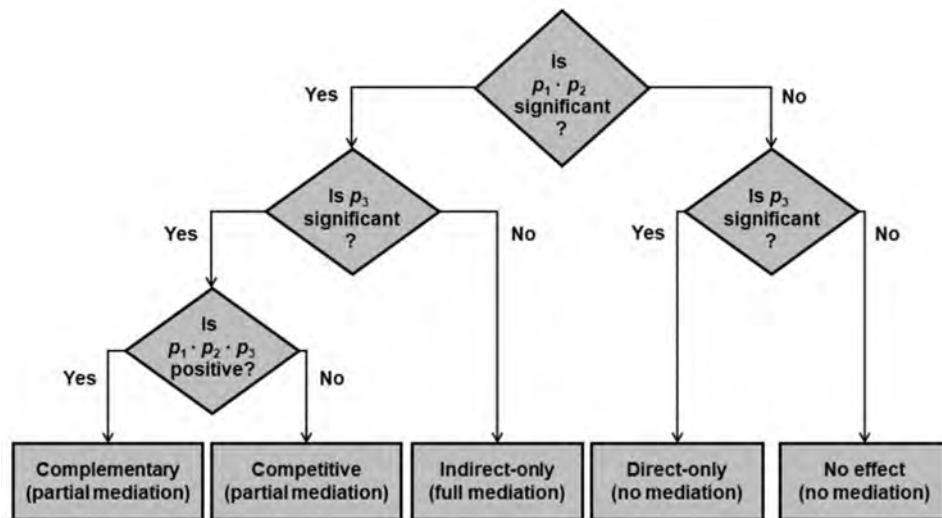 Is
p₁ · p₂
significant
?
Yes
No
Is p₃
significant
?
Yes
No
Is p₃
significant
?
Yes
No
Is
p₁ · p₂ · p₃
positive?
Yes
No
Complementary
(partial mediation)
Competitive
(partial mediation)
Indirect-only
(full mediation)
Direct-only
(no mediation)
No effect
(no mediation)